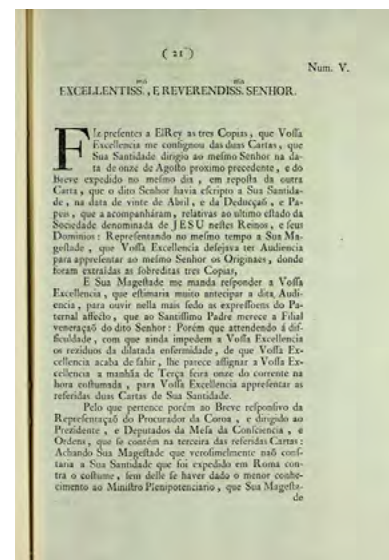 ( 21 )
Num. V.
EXCELLENTISS.MO , E REVERENDISS.MO SENHOR.
FIz preſentes a ElRey as tres Copias, que Voſſa
Excellencia me conſignou das duas Cartas, que
Sua Santidade dirigio ao meſmo Senhor na da-
ta de onze de Agoſto proximo precedente, e do
Breve expedido no meſmo dia, em repoſta da outra
Carta, que o dito Senhor havia eſcripto a Sua Santida-
de, na data de vinte de Abril, e da Deducçaõ, e Pa-
peis, que a acompanháram, relativas ao ultimo eſtado da
Sociedade denominada de JESU neſtes Reinos, e ſeus
Dominios: Repreſentando no meſmo tempo a Sua Ma-
geſtade, que Voſſa Excellencia deſejava ter Audiencia
para appreſentar ao meſmo Senhor os Originaes, donde
foram extraídas as ſobreditas tres Copias,
E Sua Mageſtade me manda reſponder a Voſſa
Excellencia, que eſtimaria muito antecipar a dita Audi-
encia, para ouvir nella mais ſedo as expreſſoens do Pa-
ternal affecto, que ao Santiſſimo Padre merece a Filial
veneraçaõ do dito Senhor: Porém que attendendo á dif-
ficuldade, com que ainda impedem a Voſſa Excellencia
os reziduos da dilatada enfermidade, de que Voſſa Ex-
cellencia acaba de ſahir, lhe parece aſſignar a Voſſa Ex-
cellencia a manhãa de Terça feira onze do corrente na
hora coſtumada, para Voſſa Excellencia appreſentar as
referidas duas Cartas de Sua Santidade.
Pelo que pertence porém ao Breve reſponſivo da
Repreſentaçaõ do Procurador da Coroa, e dirigido ao
Prezidente, e Deputados da Meſa da Conſciencia, e
Ordens, que ſe contém na terceira das referidas Cartas:
Achando Sua Mageſtade que veroſimelmente naõ conſ-
taria a Sua Santidade que foi expedido em Roma con-
tra o coſtume, ſem delle ſe haver dado o menor conhe-
cimento ao Miniſtro Plenipotenciario, que Sua Mageſta-
de